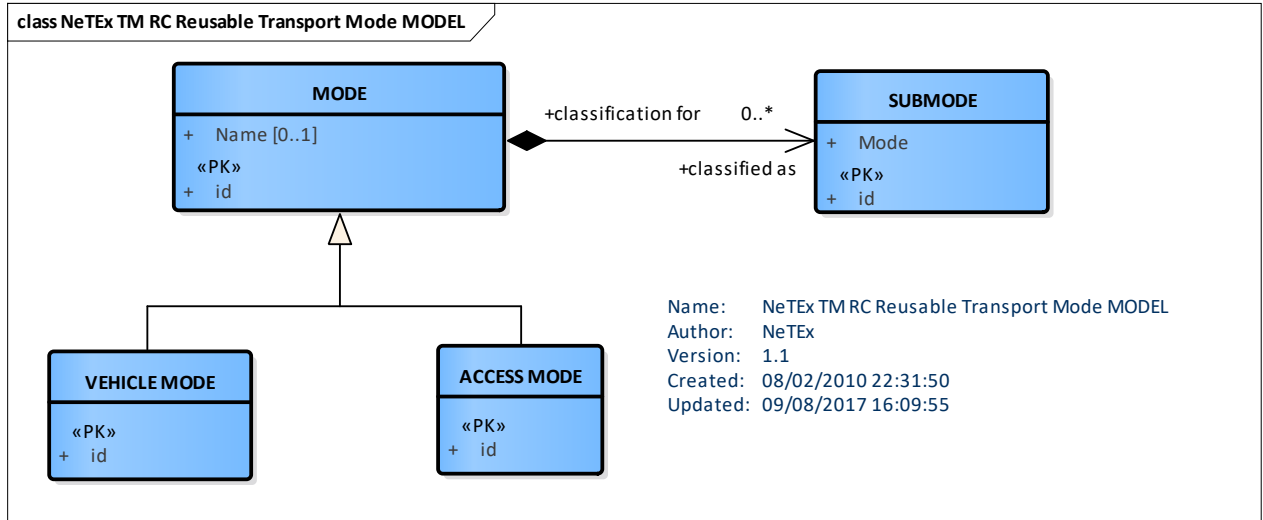 class NeTEx TM RC Reusable Transport Mode MODEL
MODE
+ Name [0..1]
«PK»
+ id
+classification for 0..*
+classified as
SUBMODE
+ Mode
«PK»
+ id
VEHICLE MODE
«PK»
+ id
ACCESS MODE
«PK»
+ id
Name: NeTEx TM RC Reusable Transport Mode MODEL
Author: NeTEx
Version: 1.1
Created: 08/02/2010 22:31:50
Updated: 09/08/2017 16:09:55